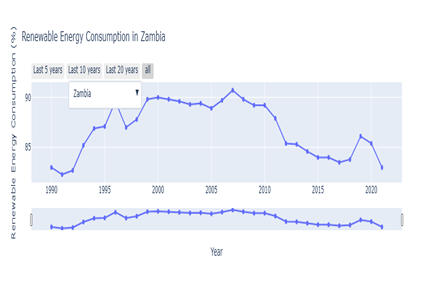 Renewable Energy Consumption in Zambia
Last 5 years Last 10 years Last 20 years all
Zambia
Renewable Energy Consumption (%)
90
85
1990 1995 2000 2005 2010 2015 2020
Year